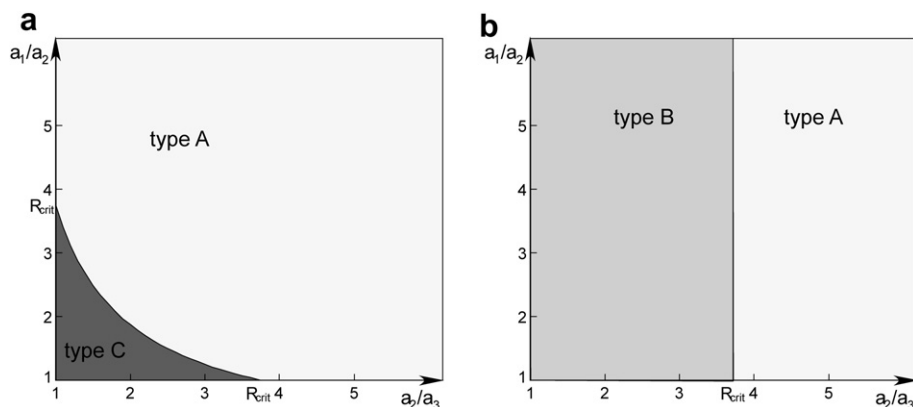 a
a1/a2
type A
5
4
Rcrit
3
2
type C
1
1 2 3 Rcrit 4 5 a2/a3
b
a1/a2
type B type A
5
4
3
2
1
1 2 3 Rcrit 4 5 a2/a3